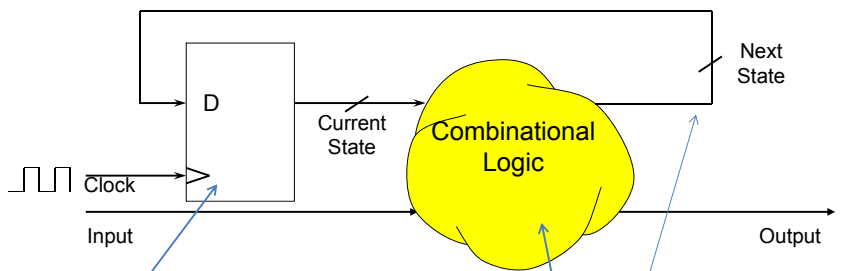 Next
State
D
Current
State
Combinational
Logic
Clock
Input
Output